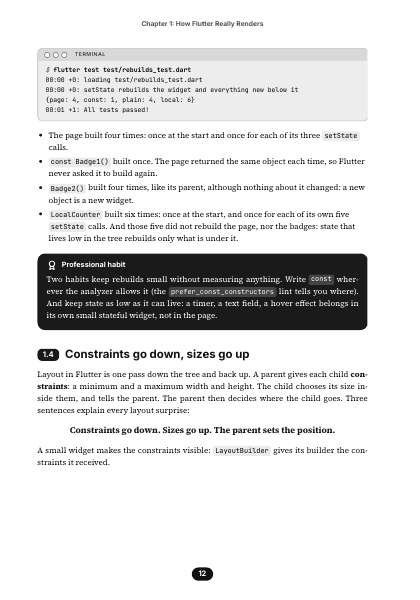 Chapter 1: How Flutter Really Renders
TERMINAL
$ flutter test test/rebuilds_test.dart
00:00 +0: loading test/rebuilds_test.dart
00:00 +0: setState rebuilds the widget and everything new below it
{page: 4, const: 1, plain: 4, local: 6}
00:01 +1: All tests passed!
• The page built four times: once at the start and once for each of its three setState
calls.
• const Badge1() built once. The page returned the same object each time, so Flutter
never asked it to build again.
• Badge2() built four times, like its parent, although nothing about it changed: a new
object is a new widget.
• LocalCounter built six times: once at the start, and once for each of its own five
setState calls. And those five did not rebuild the page, nor the badges: state that
lives low in the tree rebuilds only what is under it.
Professional habit
Two habits keep rebuilds small without measuring anything. Write const wher-
ever the analyzer allows it (the prefer_const_constructors lint tells you where).
And keep state as low as it can live: a timer, a text field, a hover effect belongs in
its own small stateful widget, not in the page.
1.4 Constraints go down, sizes go up
Layout in Flutter is one pass down the tree and back up. A parent gives each child con-
straints: a minimum and a maximum width and height. The child chooses its size in-
side them, and tells the parent. The parent then decides where the child goes. Three
sentences explain every layout surprise:
Constraints go down. Sizes go up. The parent sets the position.
A small widget makes the constraints visible: LayoutBuilder gives its builder the con-
straints it received.
12